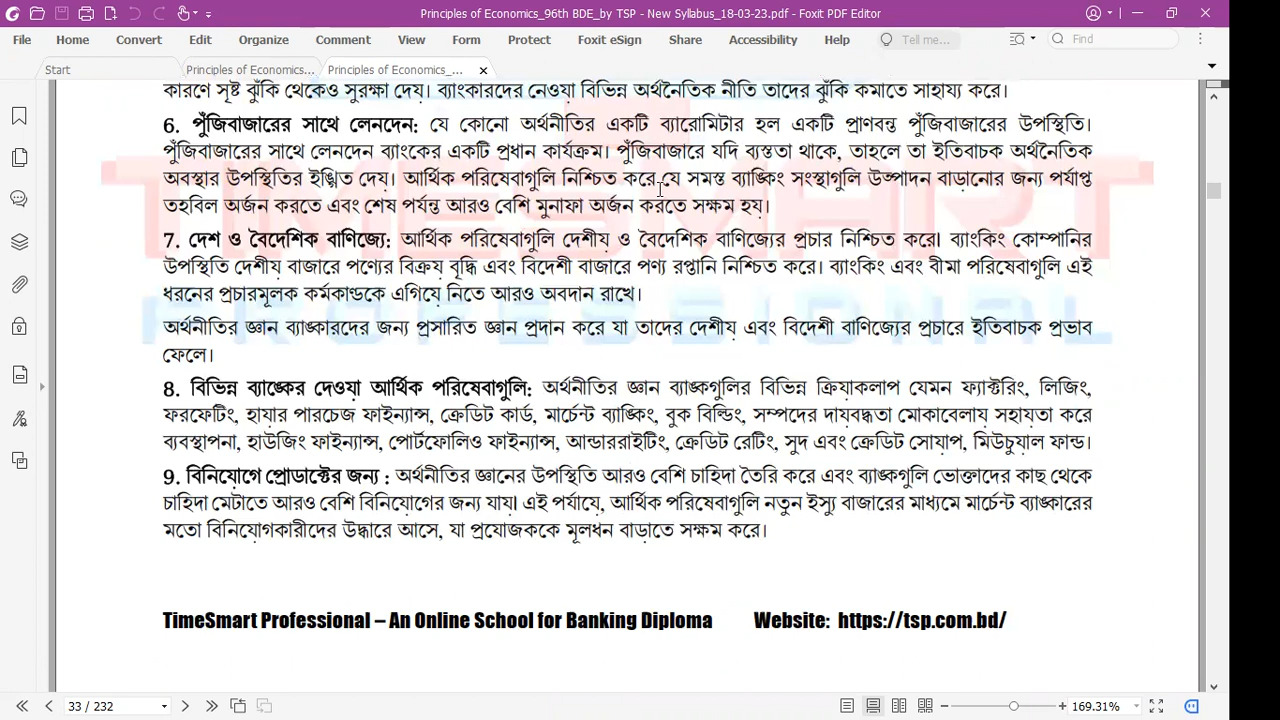 Principles of Economics_96th BDE_by TSP - New Syllabus_18-03-23.pdf - Foxit PDF Editor
File Home Convert Edit Organize Comment View Form Protect Foxit eSign Share Accessibility Help Tell me... Find
Start Principles of Economics... Principles of Economics_...
কারণে সৃষ্ট ঝুঁকি থেকেও সুরক্ষা দেয়। ব্যাংকারদের নেওয়া বিভিন্ন অর্থনৈতিক নীতি তাদের ঝুঁকি কমাতে সাহায্য করে।
6. পুঁজিবাজারের সাথে লেনদেন: যে কোনো অর্থনীতির একটি ব্যারোমিটার হল একটি প্রাণবন্ত পুঁজিবাজারের উপস্থিতি।
পুঁজিবাজারের সাথে লেনদেন ব্যাংকের একটি প্রধান কার্যক্রম। পুঁজিবাজারে যদি ব্যস্ততা থাকে, তাহলে তা ইতিবাচক অর্থনৈতিক
অবস্থার উপস্থিতির ইঙ্গিত দেয়। আর্থিক পরিষেবাগুলি নিশ্চিত করে যে সমস্ত ব্যাঙ্কিং সংস্থাগুলি উত্পাদন বাড়ানোর জন্য পর্যাপ্ত
তহবিল অর্জন করতে এবং শেষ পর্যন্ত আরও বেশি মুনাফা অর্জন করতে সক্ষম হয়।
7. দেশ ও বৈদেশিক বাণিজ্যে: আর্থিক পরিষেবাগুলি দেশীয় ও বৈদেশিক বাণিজ্যের প্রচার নিশ্চিত করে। ব্যাংকিং কোম্পানির
উপস্থিতি দেশীয় বাজারে পণ্যের বিক্রয় বৃদ্ধি এবং বিদেশী বাজারে পণ্য রপ্তানি নিশ্চিত করে। ব্যাংকিং এবং বীমা পরিষেবাগুলি এই
ধরনের প্রচারমূলক কর্মকান্ডকে এগিয়ে নিতে আরও অবদান রাখে।
অর্থনীতির জ্ঞান ব্যাঙ্কারদের জন্য প্রসারিত জ্ঞান প্রদান করে যা তাদের দেশীয় এবং বিদেশী বাণিজ্যের প্রচারে ইতিবাচক প্রভাব
ফেলে।
8. বিভিন্ন ব্যাঙ্কের দেওয়া আর্থিক পরিষেবাগুলি: অর্থনীতির জ্ঞান ব্যাঙ্কগুলির বিভিন্ন ক্রিয়াকলাপ যেমন ফ্যাক্টরিং, লিজিং,
ফরফেটিং, হায়ার পারচেজ ফাইন্যান্স, ক্রেডিট কার্ড, মার্চেন্ট ব্যাঙ্কিং, বুক বিল্ডিং, সম্পদের দায়বদ্ধতা মোকাবেলায় সহায়তা করে
ব্যবস্থাপনা, হাউজিং ফাইন্যান্স, পোর্টফোলিও ফাইন্যান্স, আন্ডাররাইটিং, ক্রেডিট রেটিং, সুদ এবং ক্রেডিট সোয়াপ, মিউচুয়াল ফান্ড।
9. বিনিয়োগে প্রোডাক্টের জন্য : অর্থনীতির জ্ঞানের উপস্থিতি আরও বেশি চাহিদা তৈরি করে এবং ব্যাঙ্কগুলি ভোক্তাদের কাছ থেকে
চাহিদা মেটাতে আরও বেশি বিনিয়োগের জন্য যায়। এই পর্যায়ে, আর্থিক পরিষেবাগুলি নতুন ইস্যু বাজারের মাধ্যমে মার্চেন্ট ব্যাঙ্কারের
মতো বিনিয়োগকারীদের উদ্ধারে আসে, যা প্রযোজককে মূলধন বাড়াতে সক্ষম করে।
TIMESMART
PROFESSIONAL
TimeSmart Professional – An Online School for Banking Diploma Website: https://tsp.com.bd/
33 / 232 169.31%